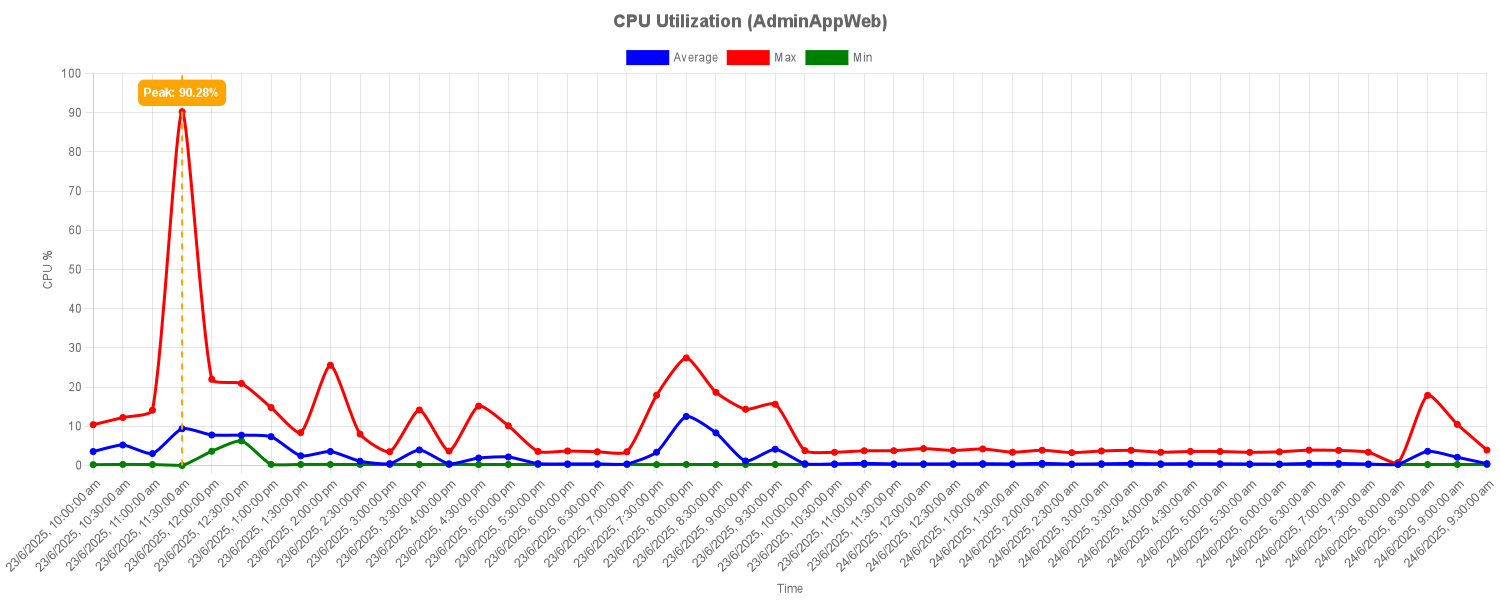 CPU Utilization (AdminAppWeb)
Average Max Min
100
Peak: 90.28%
90
80
70
60
50
40
30
20
10
0
CPU %
23/6/2025, 10:00:00 am
23/6/2025, 10:30:00 am
23/6/2025, 11:00:00 am
23/6/2025, 11:30:00 am
23/6/2025, 12:00:00 pm
23/6/2025, 12:30:00 pm
23/6/2025, 1:00:00 pm
23/6/2025, 1:30:00 pm
23/6/2025, 2:00:00 pm
23/6/2025, 2:30:00 pm
23/6/2025, 3:00:00 pm
23/6/2025, 3:30:00 pm
23/6/2025, 4:00:00 pm
23/6/2025, 4:30:00 pm
23/6/2025, 5:00:00 pm
23/6/2025, 5:30:00 pm
23/6/2025, 6:00:00 pm
23/6/2025, 6:30:00 pm
23/6/2025, 7:00:00 pm
23/6/2025, 7:30:00 pm
23/6/2025, 8:00:00 pm
23/6/2025, 8:30:00 pm
23/6/2025, 9:00:00 pm
23/6/2025, 9:30:00 pm
23/6/2025, 10:00:00 pm
23/6/2025, 10:30:00 pm
23/6/2025, 11:00:00 pm
23/6/2025, 11:30:00 pm
24/6/2025, 12:00:00 am
24/6/2025, 12:30:00 am
24/6/2025, 1:00:00 am
24/6/2025, 1:30:00 am
24/6/2025, 2:00:00 am
24/6/2025, 2:30:00 am
24/6/2025, 3:00:00 am
24/6/2025, 3:30:00 am
24/6/2025, 4:00:00 am
24/6/2025, 4:30:00 am
24/6/2025, 5:00:00 am
24/6/2025, 5:30:00 am
24/6/2025, 6:00:00 am
24/6/2025, 6:30:00 am
24/6/2025, 7:00:00 am
24/6/2025, 7:30:00 am
24/6/2025, 8:00:00 am
24/6/2025, 8:30:00 am
24/6/2025, 9:00:00 am
24/6/2025, 9:30:00 am
Time